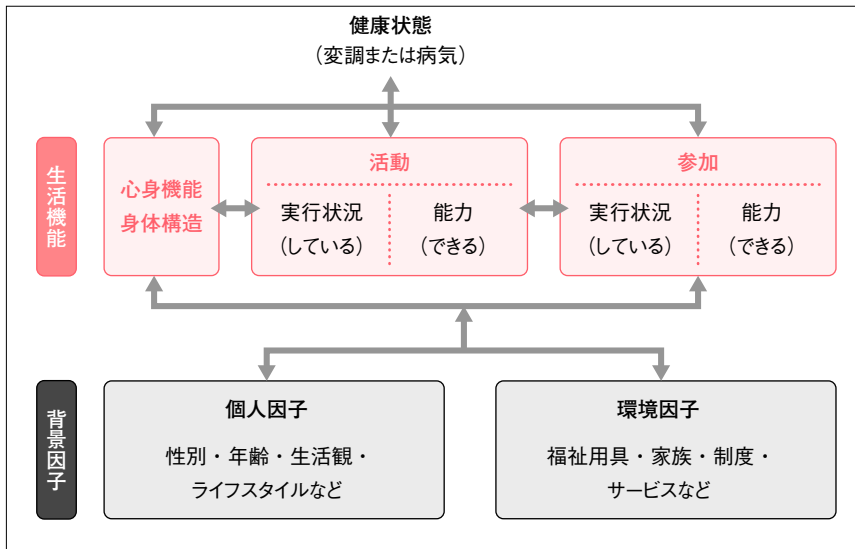 健康状態
（変調または病気）
生活機能
心身機能
身体構造
活動
実行状況
（している）
能力
（できる）
参加
実行状況
（している）
能力
（できる）
背景因子
個人因子
性別・年齢・生活観・
ライフスタイルなど
環境因子
福祉用具・家族・制度・
サービスなど